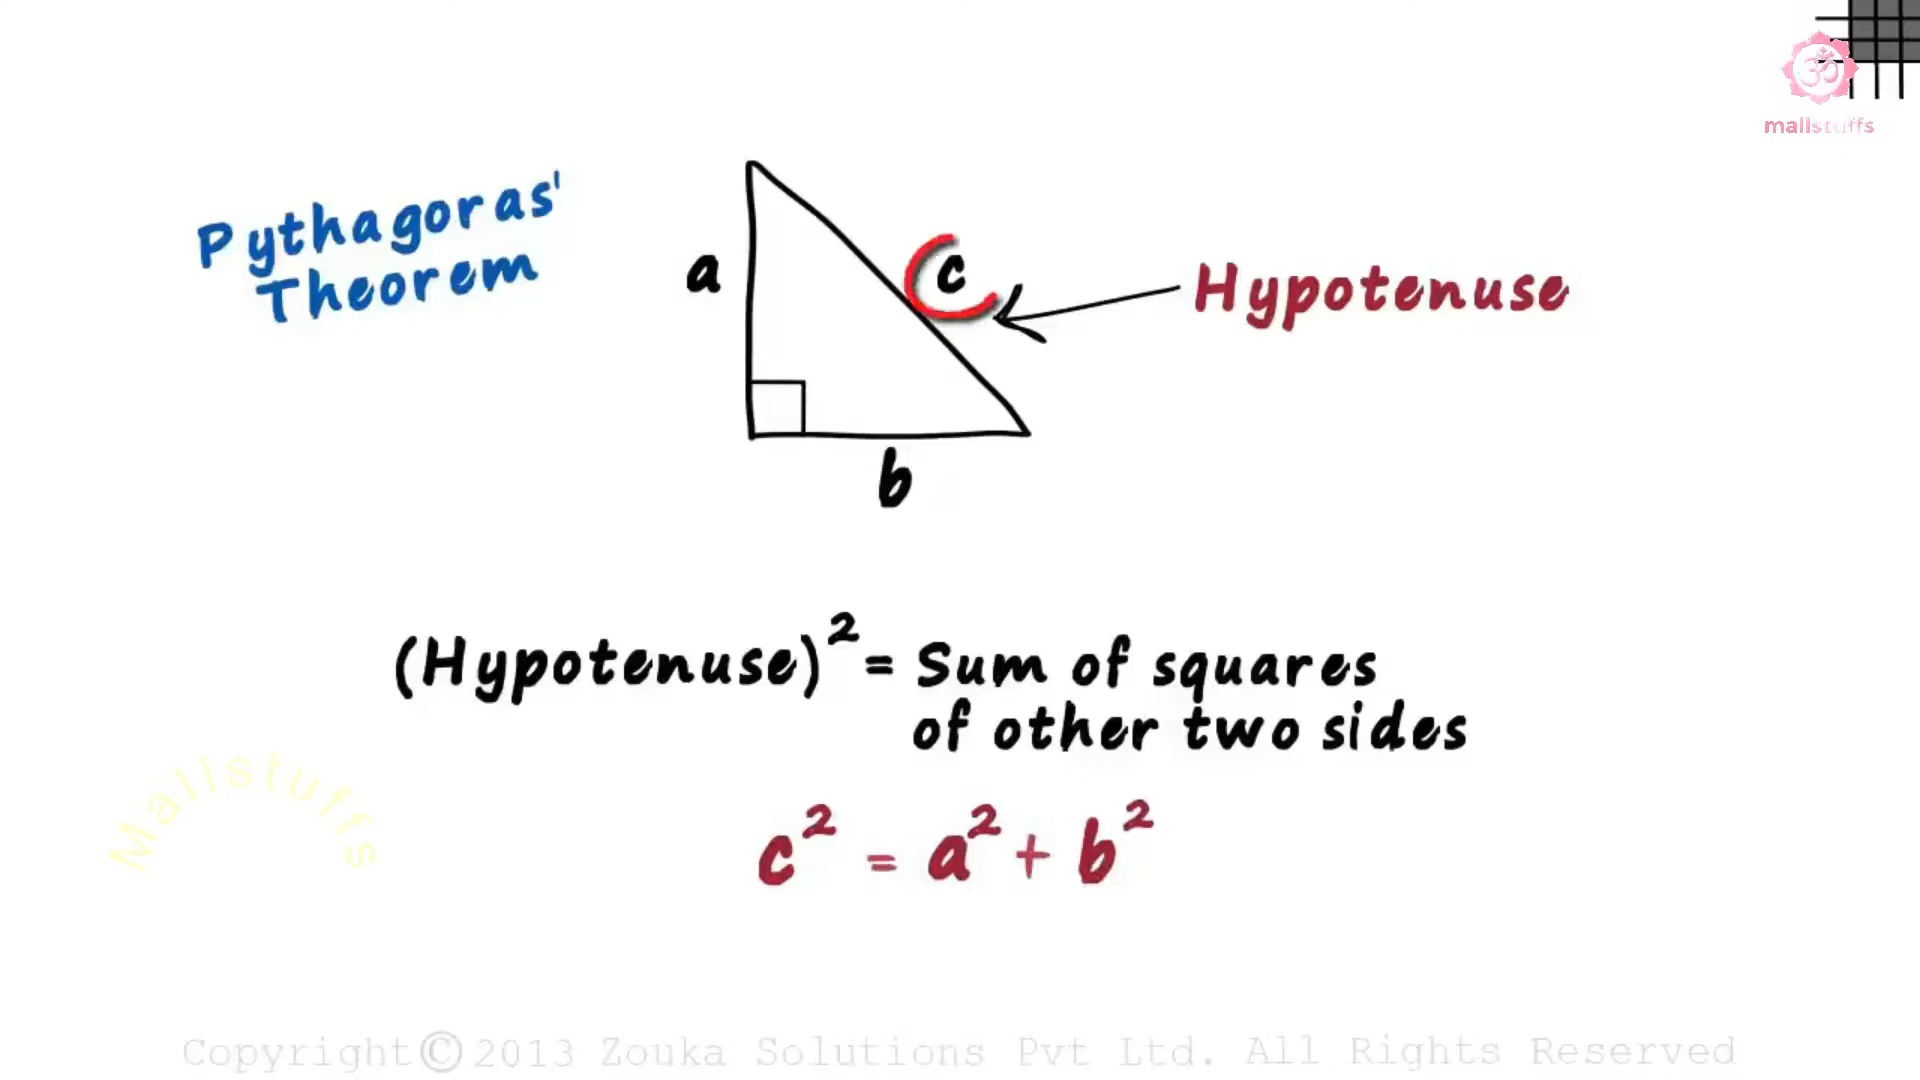 mallstuffs
Pythagoras'
Theorem
a
c
Hypotenuse
b
(Hypotenuse)² = Sum of squares
of other two sides
Mallstuffs
c² = a² + b²
Copyright©2013 Zouka Solutions Pvt Ltd. All Rights Reserved